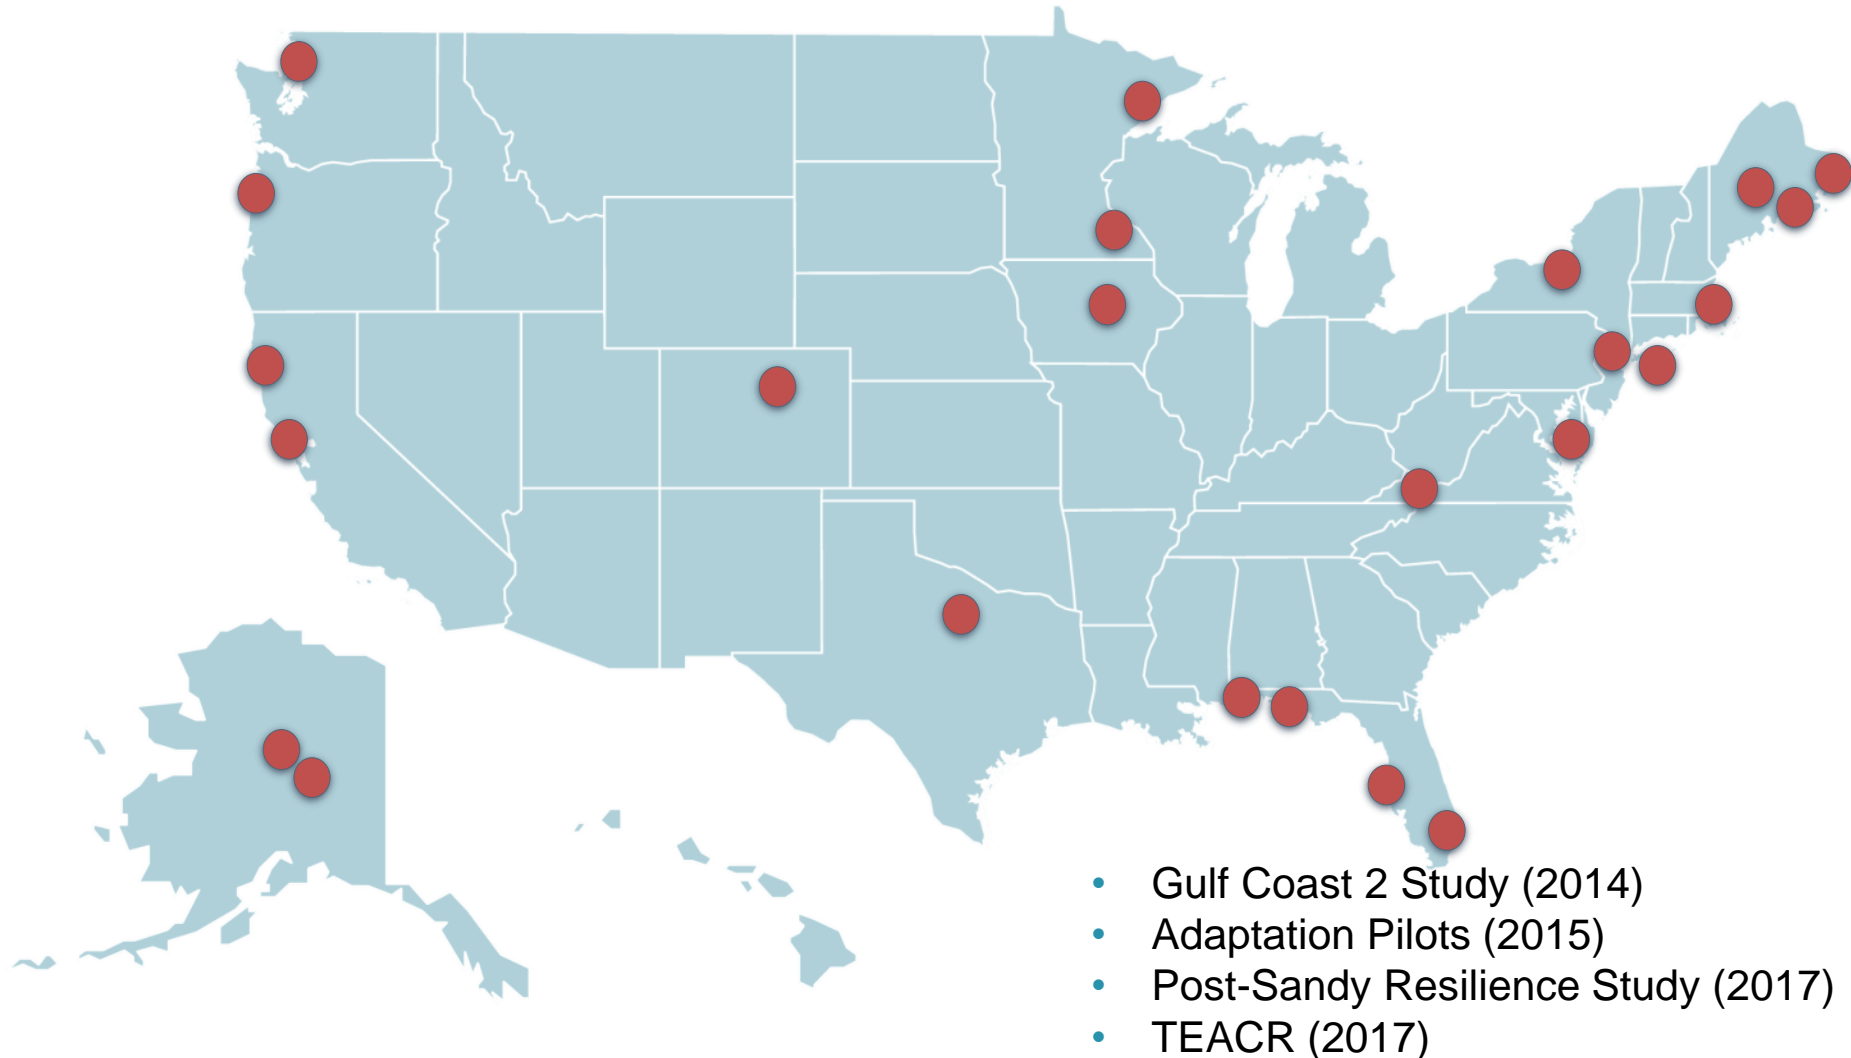 • Gulf Coast 2 Study (2014)
• Adaptation Pilots (2015)
• Post-Sandy Resilience Study (2017)
• TEACR (2017)